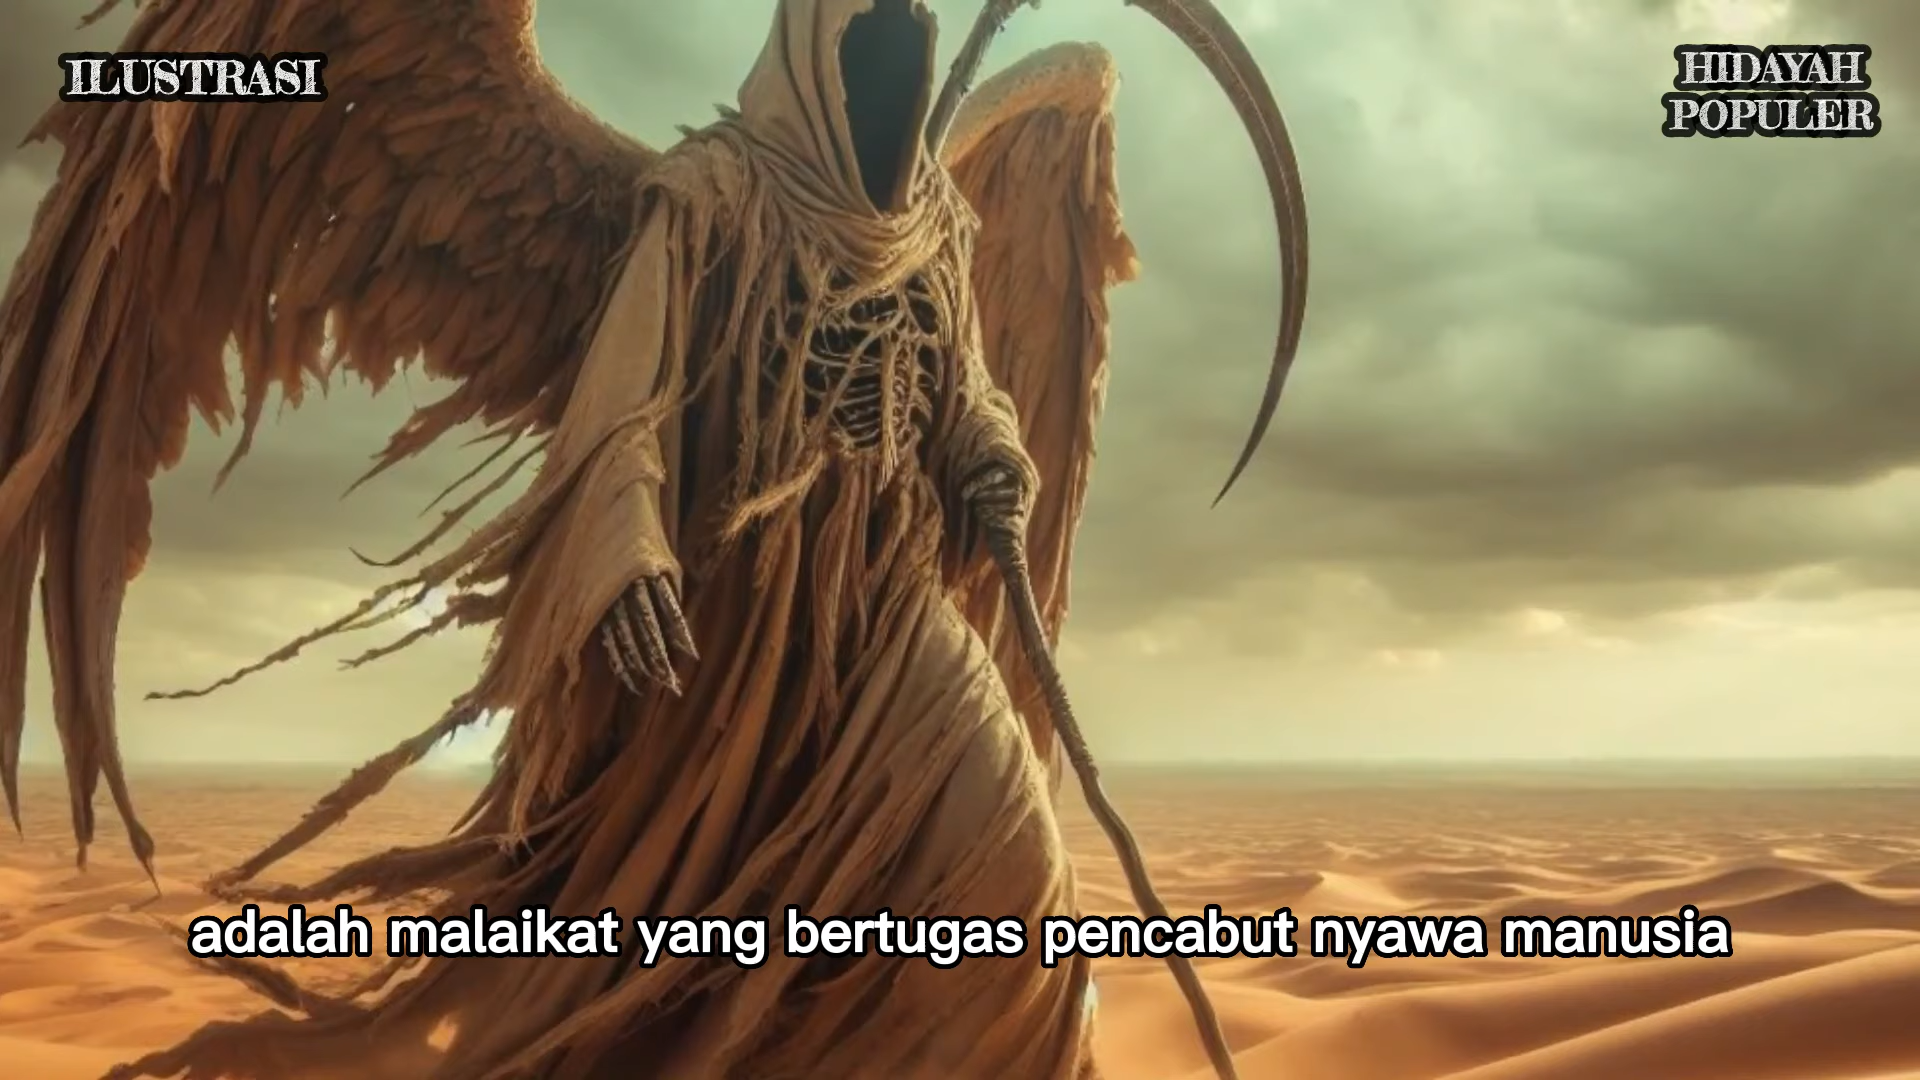 ILUSTRASI
HIDAYAH
POPULER
adalah malaikat yang bertugas pencabut nyawa manusia